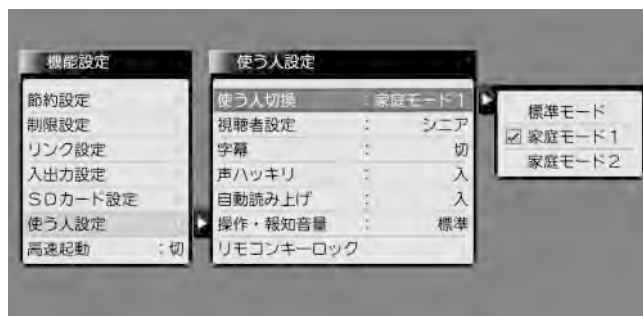 機能設定
節約設定
制限設定
リンク設定
入出力設定
SDカード設定
使う人設定
高速起動 :切
使う人設定
使う人切換 :家庭モード1
視聴者設定 : シニア
字幕 : 切
声ハッキリ : 入
自動読み上げ : 入
操作・報知音量 : 標準
リモコンキーロック
標準モード
家庭モード1
家庭モード2